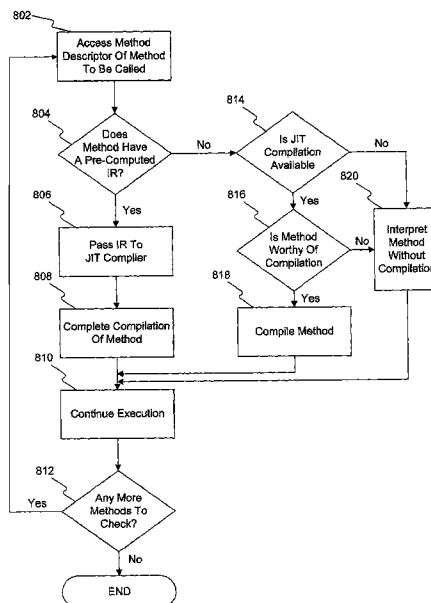 802
Access Method
Descriptor Of Method
To Be Called
804
Does
Method Have
A Pre-Computed
IR?
No
814
Is JIT
Compilation
Available
No
Yes
Yes
806
Pass IR To
JIT Complier
816
Is Method
Worthy Of
Compilation
No
820
Interpret
Method
Without
Compilation
808
Complete Compilation
Of Method
Yes
818
Compile Method
810
Continue Execution
812
Any More
Methods To
Check?
Yes
No
END